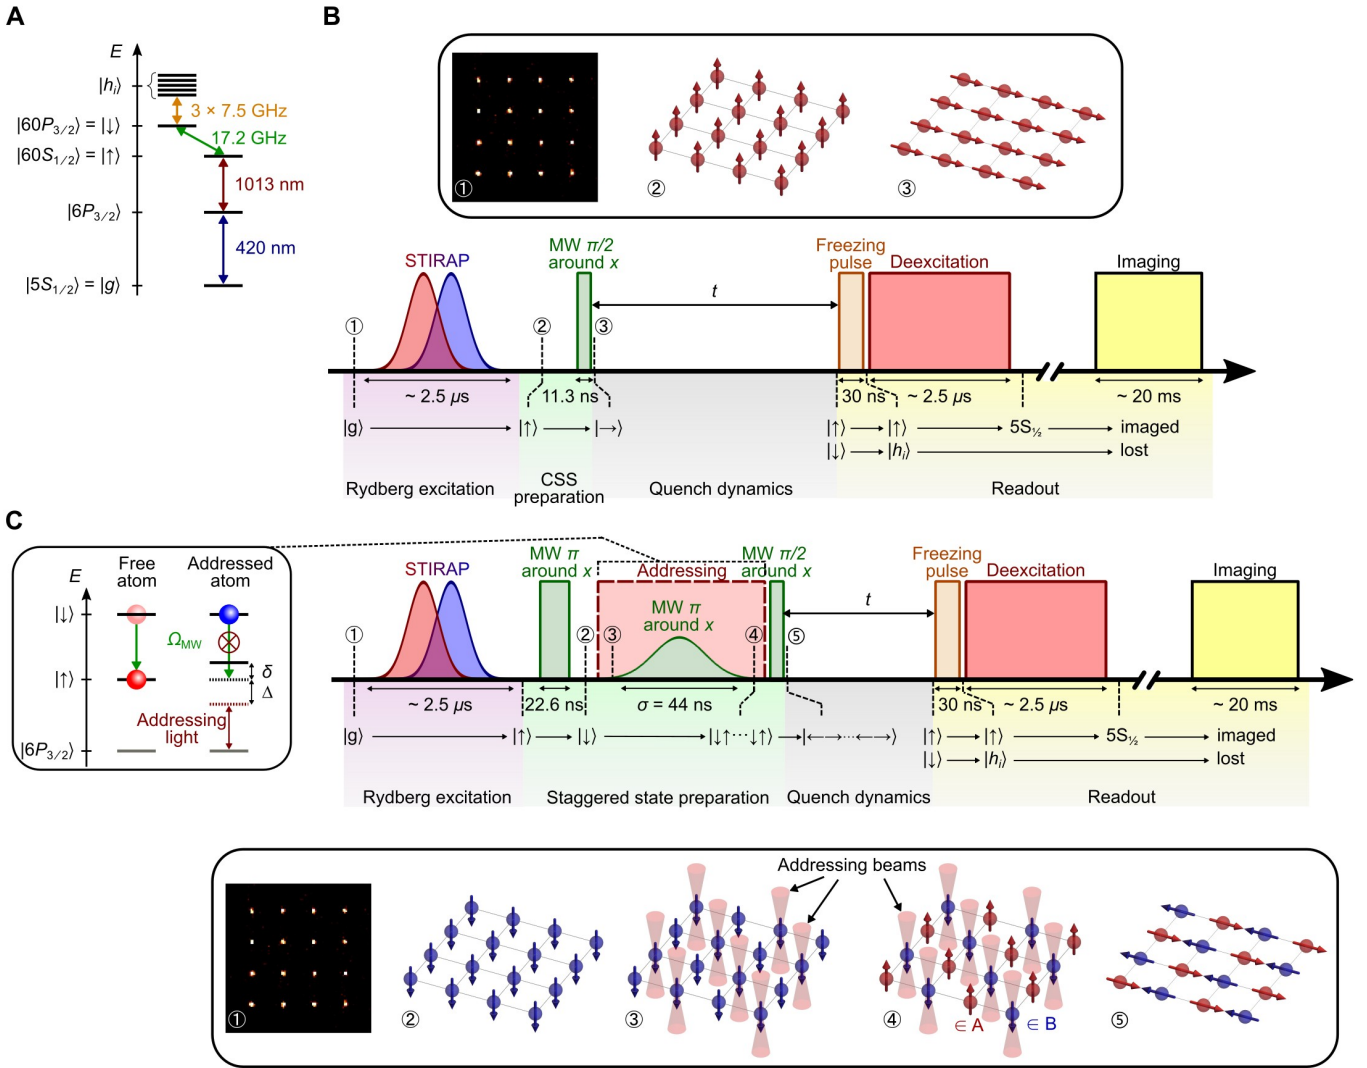 A
E
|hᵢ⟩
3 × 7.5 GHz
|60P₃/₂⟩ = |↓⟩
17.2 GHz
|60S₁/₂⟩ = |↑⟩
1013 nm
|6P₃/₂⟩
420 nm
|5S₁/₂⟩ = |g⟩
B
① ② ③
STIRAP
MW π/2
around x
Freezing
pulse
Deexcitation
Imaging
t
① ② ③
~ 2.5 µs
11.3 ns
30 ns
~ 2.5 µs
~ 20 ms
|g⟩ |↑⟩ |→⟩ |↑⟩ |↑⟩ 5S½ imaged
|↓⟩ |hᵢ⟩ lost
Rydberg excitation
CSS
preparation
Quench dynamics
Readout
C
Free
atom
Addressed
atom
E
|↓⟩
Ω_MW
|↑⟩
δ
Δ
Addressing
light
|6P₃/₂⟩
STIRAP
MW π
around x
Addressing
MW π
around x
MW π/2
around x
Freezing
pulse
Deexcitation
Imaging
t
① ② ③ ④ ⑤
~ 2.5 µs
22.6 ns
σ = 44 ns
30 ns
~ 2.5 µs
~ 20 ms
|g⟩ |↑⟩ |↓⟩ |↓↑⋯↓↑⟩ |←→⋯←→⟩ |↑⟩ |↑⟩ 5S½ imaged
|↓⟩ |hᵢ⟩ lost
Rydberg excitation
Staggered state preparation
Quench dynamics
Readout
Addressing beams
① ② ③ ④ ∈ A ∈ B ⑤